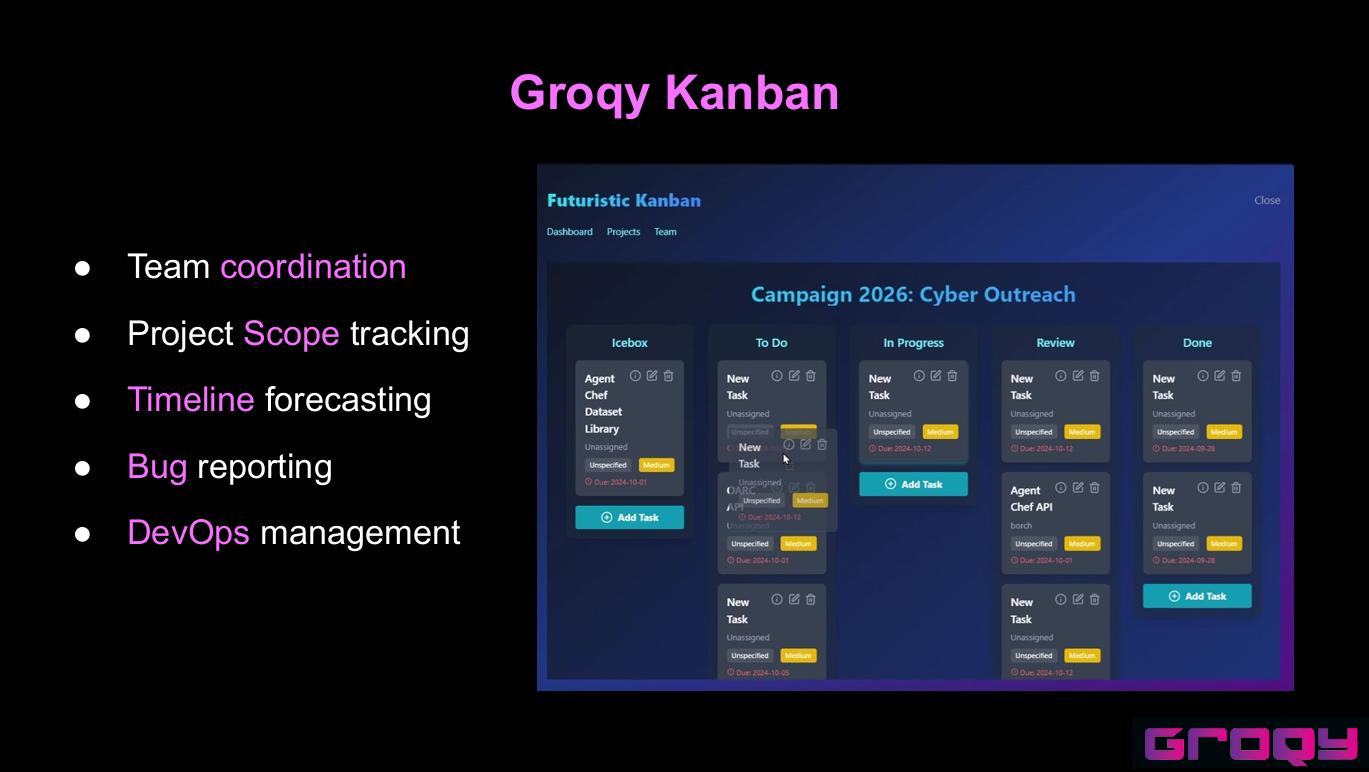 Groqy Kanban
● Team coordination
● Project Scope tracking
● Timeline forecasting
● Bug reporting
● DevOps management
Futuristic Kanban
Close
Dashboard Projects Team
Campaign 2026: Cyber Outreach
Icebox
Agent
Chef
Dataset
Library
Unassigned
Unspecified Medium
Due: 2024-10-01
Add Task
To Do
New
Task
Unassigned
Unspecified Medium
New
Task
Unassigned
Unspecified Medium
Due: 2024-10-12
OARC
API
Unassigned
Unspecified Medium
Due: 2024-10-01
New
Task
Unassigned
Unspecified Medium
Due: 2024-10-05
In Progress
New
Task
Unassigned
Unspecified Medium
Due: 2024-10-12
Add Task
Review
New
Task
Unassigned
Unspecified Medium
Due: 2024-10-12
Agent
Chef API
borch
Unspecified Medium
Due: 2024-10-01
New
Task
Unassigned
Unspecified Medium
Due: 2024-10-12
Done
New
Task
Unassigned
Unspecified Medium
Due: 2024-09-28
New
Task
Unassigned
Unspecified Medium
Due: 2024-09-28
Add Task
GROQY